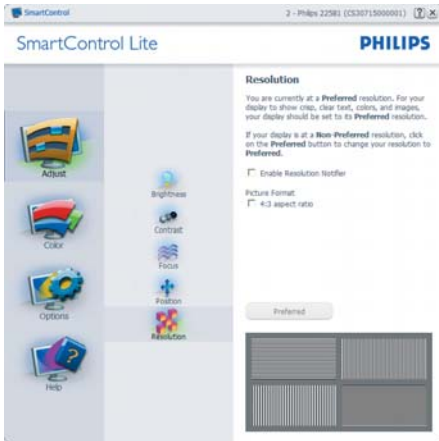 SmartControl
2 - Philips 225B1 (CS30715000001)
SmartControl Lite
PHILIPS
Adjust
Color
Options
Help
Brightness
Contrast
Focus
Position
Resolution
Resolution
You are currently at a Preferred resolution. For your
display to show crisp, clear text, colors, and images,
your display should be set to its Preferred resolution.
If your display is at a Non-Preferred resolution, click
on the Preferred button to change your resolution to
Preferred.
Enable Resolution Notifier
Picture Format
4:3 aspect ratio
Preferred